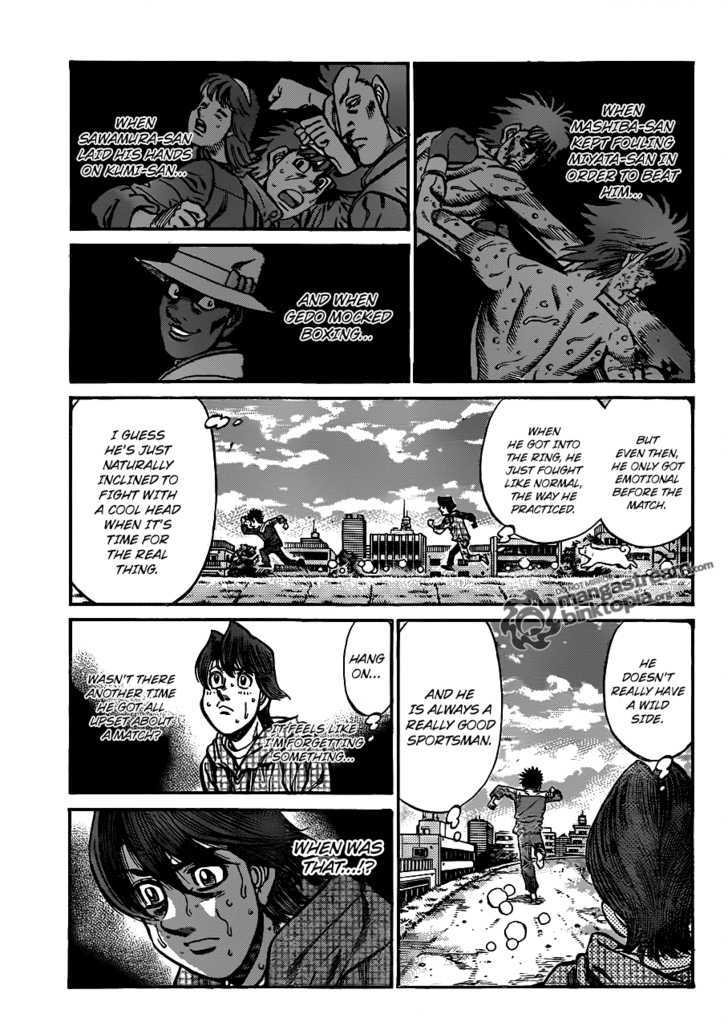 WHEN
MASHIBA-SAN
KEPT FOULING
MIYATA-SAN IN
ORDER TO BEAT
HIM...
WHEN
SAWAMURA-SAN
LAID HIS HANDS
ON KUMI-SAN...
AND WHEN
GEDO MOCKED
BOXING...
BUT
EVEN THEN,
HE ONLY GOT
EMOTIONAL
BEFORE THE
MATCH.
WHEN
HE GOT INTO
THE RING, HE
JUST FOUGHT
LIKE NORMAL,
THE WAY HE
PRACTICED.
I GUESS
HE'S JUST
NATURALLY
INCLINED TO
FIGHT WITH
A COOL HEAD
WHEN IT'S
TIME FOR
THE REAL
THING.
mangastream.com
binktopia.org
HE
DOESN'T
REALLY HAVE
A WILD
SIDE.
AND HE
IS ALWAYS A
REALLY GOOD
SPORTSMAN.
HANG
ON...
IT FEELS LIKE
I'M FORGETTING
SOMETHING...
WASN'T THERE
ANOTHER TIME
HE GOT ALL
UPSET ABOUT
A MATCH?
WHEN WAS
THAT...!?